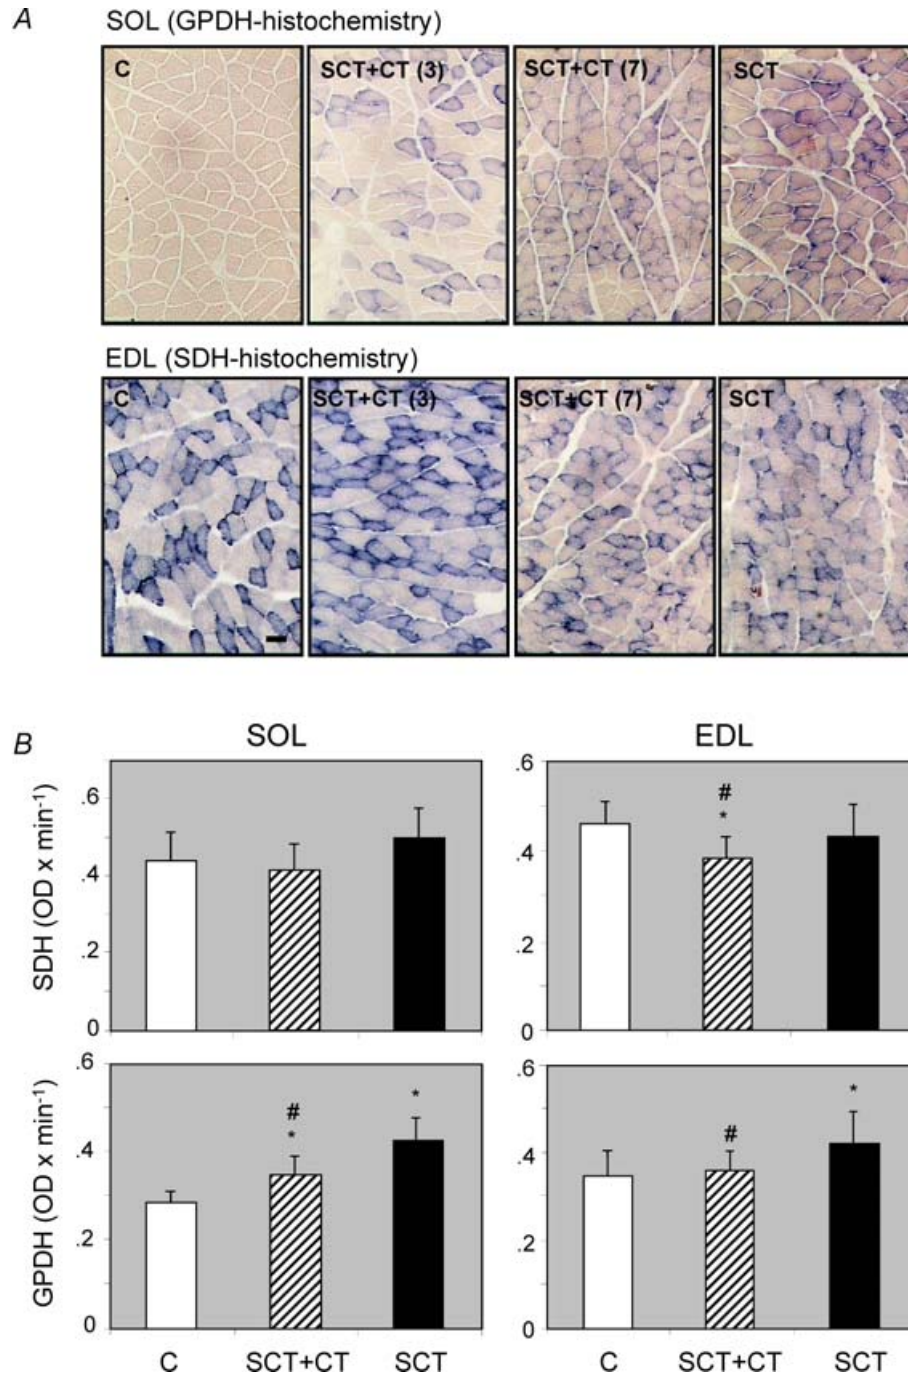 A
SOL (GPDH-histochemistry)
C SCT+CT (3) SCT+CT (7) SCT
EDL (SDH-histochemistry)
C SCT+CT (3) SCT+CT (7) SCT
B
SOL EDL
SDH (OD x min⁻¹)
.6
.4
.2
0
.6
.4
.2
0
#
*
GPDH (OD x min⁻¹)
.6
.4
.2
0
#
*
*
.6
.4
.2
0
#
*
C SCT+CT SCT C SCT+CT SCT